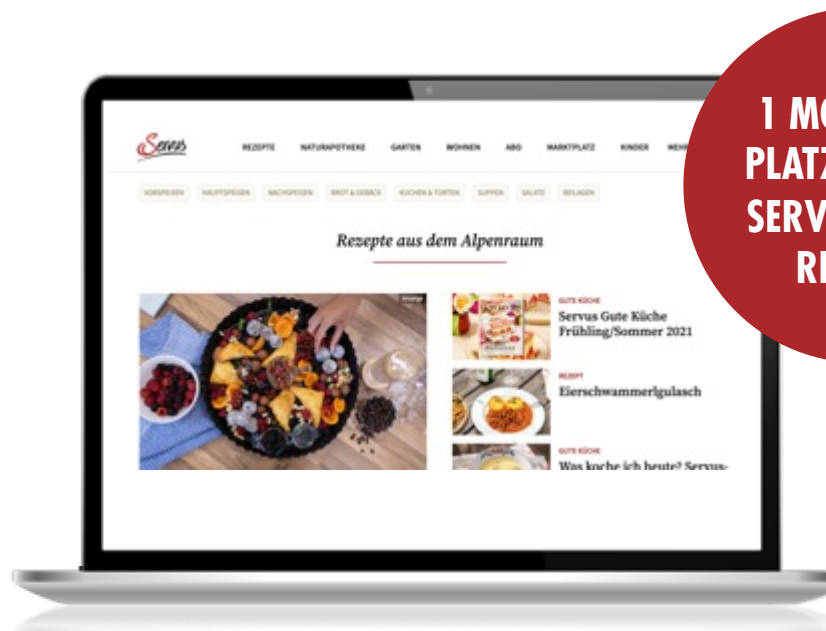 Servus
REZEPTE NATURAPOTHEKE GARTEN WOHNEN ABO MARKTPLATZ KINDER MEHR
VORSPEISEN HAUPTSPEISEN NACHSPEISEN BROT & GEBÄCK KUCHEN & TORTEN SUPPEN SALATE BEILAGEN
Rezepte aus dem Alpenraum
Anzeige
GUTE KÜCHE
Servus Gute Küche
Frühling/Sommer 2021
REZEPT
Eierschwammerlgulasch
GUTE KÜCHE
Was koche ich heute? Servus-
1 MO
PLATZ
SERV
RE